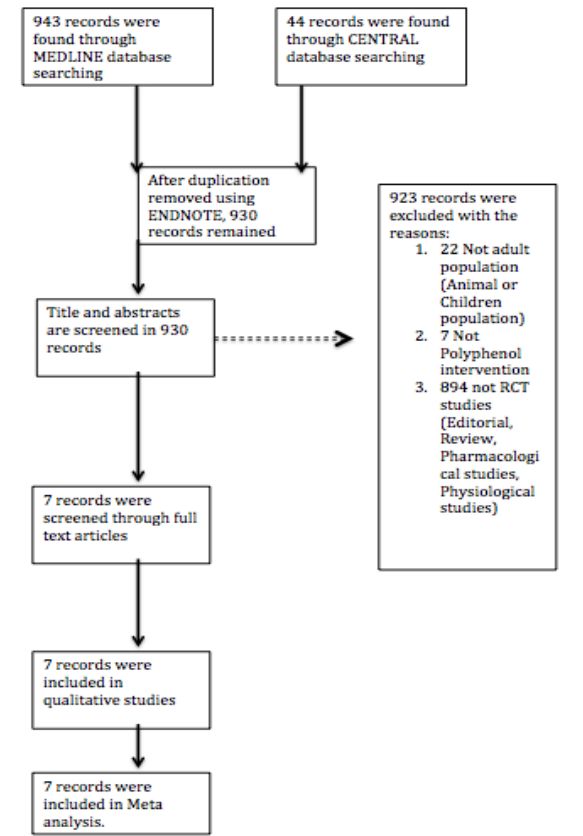 943 records were
found through
MEDLINE database
searching
44 records were found
through CENTRAL
database searching
After duplication
removed using
ENDNOTE, 930
records remained
923 records were
excluded with the
reasons:
1. 22 Not adult
population
(Animal or
Children
population)
2. 7 Not
Polyphenol
intervention
3. 894 not RCT
studies
(Editorial,
Review,
Pharmacologi
cal studies,
Physiological
studies)
Title and abstracts
are screened in 930
records
7 records were
screened through full
text articles
7 records were
included in
qualitative studies
7 records were
included in Meta
analysis.